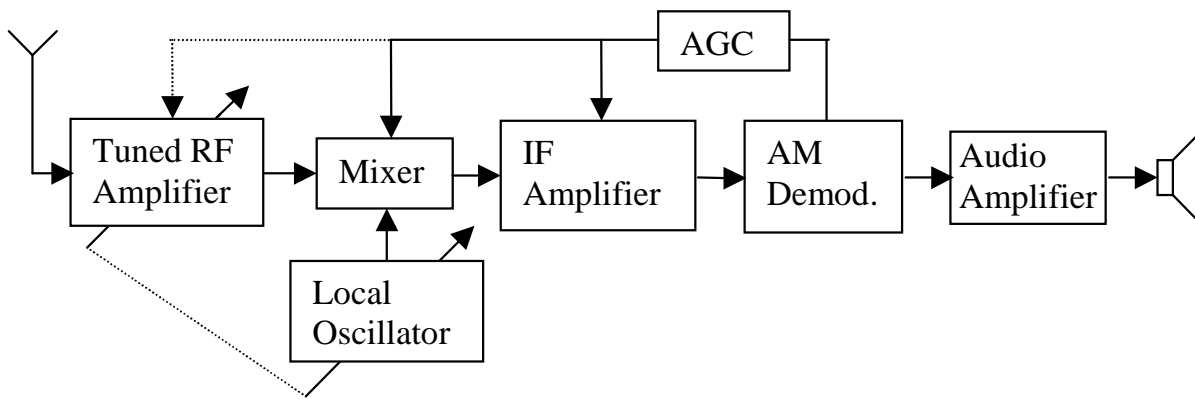 AGC
Tuned RF
Amplifier
Mixer
IF
Amplifier
AM
Demod.
Audio
Amplifier
Local
Oscillator